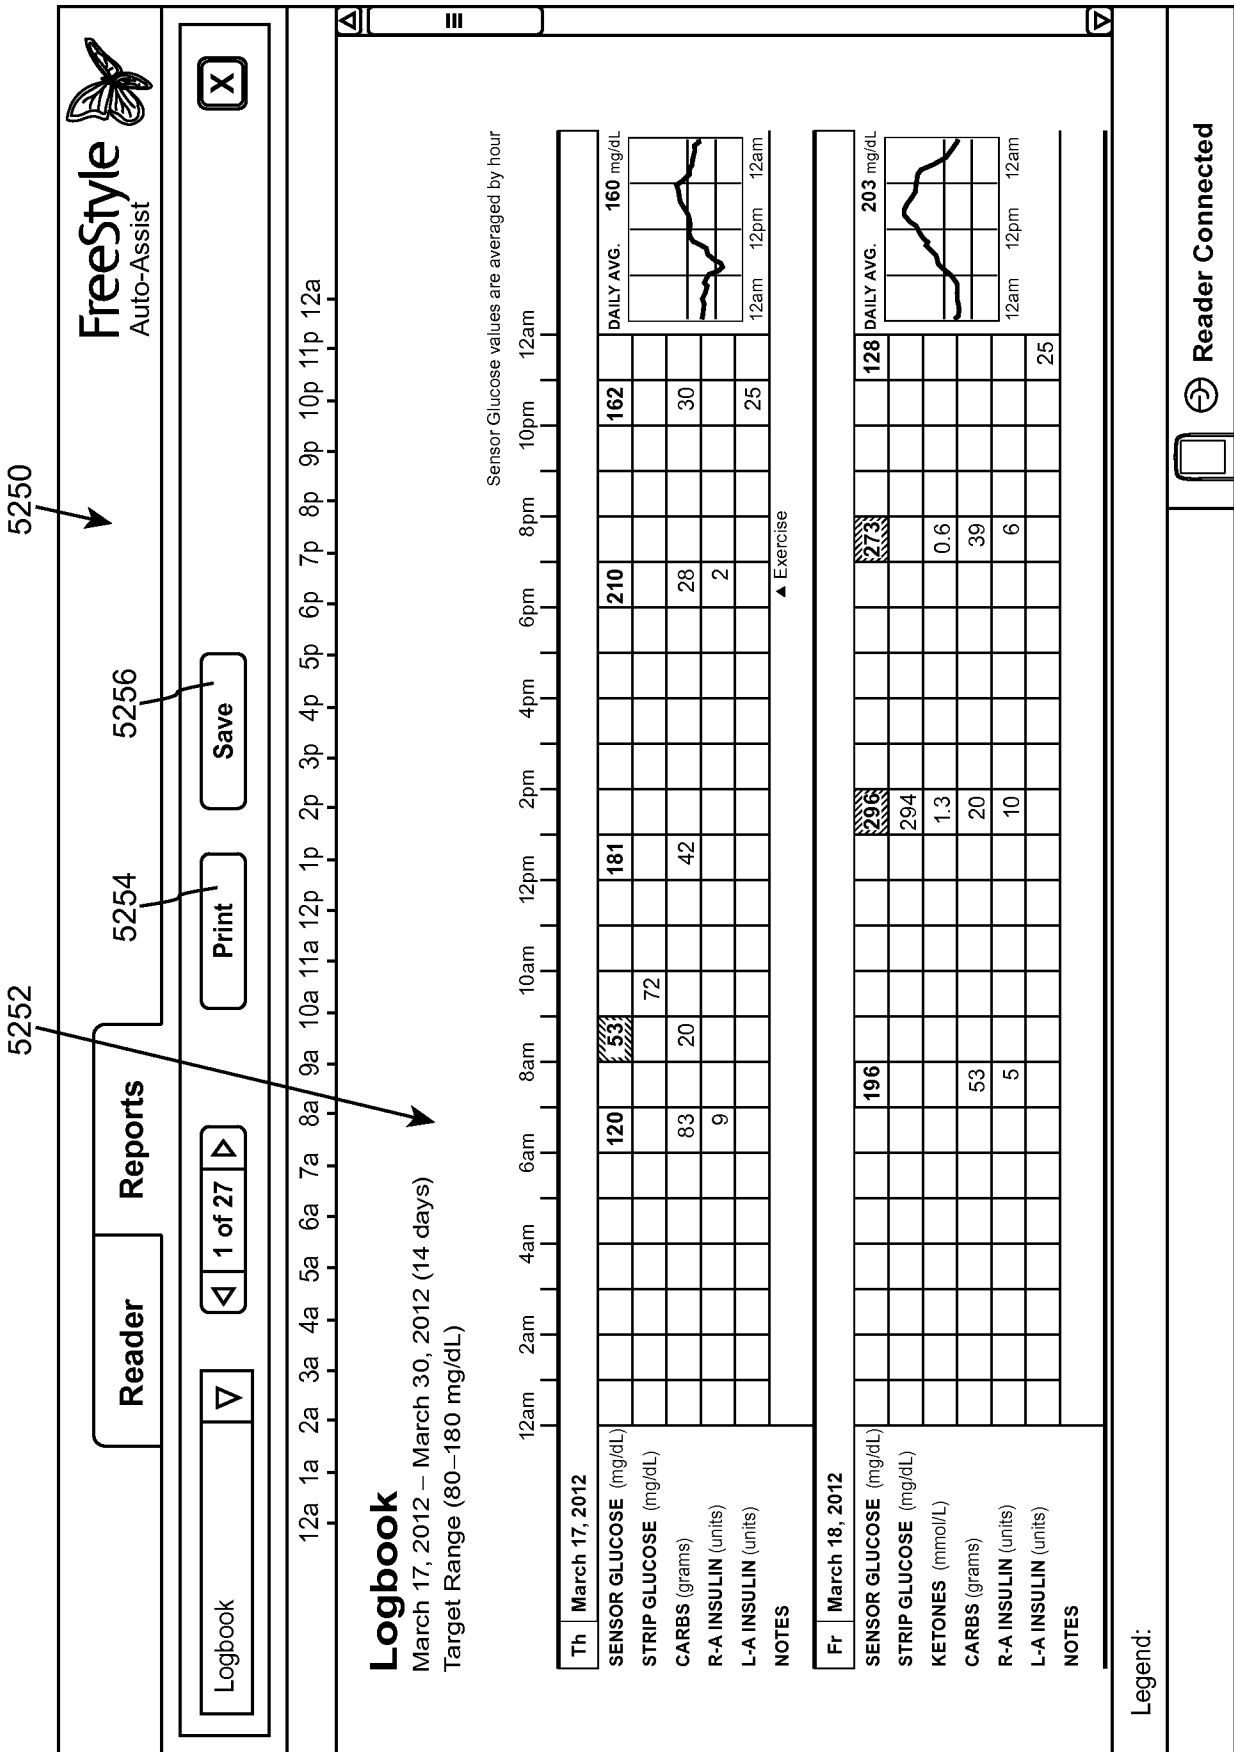 5250
5252
5254
5256
Reader
Reports
FreeStyle
Auto-Assist
Logbook
1 of 27
Print
Save
X
12a 1a 2a 3a 4a 5a 6a 7a 8a 9a 10a 11a 12p 1p 2p 3p 4p 5p 6p 7p 8p 9p 10p 11p 12a
Logbook
March 17, 2012 – March 30, 2012 (14 days)
Target Range (80–180 mg/dL)
Sensor Glucose values are averaged by hour
12am 2am 4am 6am 8am 10am 12pm 2pm 4pm 6pm 8pm 10pm 12am
Th March 17, 2012
SENSOR GLUCOSE (mg/dL) 120 53 181 210 162
STRIP GLUCOSE (mg/dL) 72
CARBS (grams) 83 20 42 28 30
R-A INSULIN (units) 9 2
L-A INSULIN (units) 25
NOTES ▲ Exercise
DAILY AVG. 160 mg/dL
12am 12pm 12am
Fr March 18, 2012
SENSOR GLUCOSE (mg/dL) 196 296 273 128
STRIP GLUCOSE (mg/dL) 294
KETONES (mmol/L) 1.3 0.6
CARBS (grams) 53 20 39
R-A INSULIN (units) 5 10 6
L-A INSULIN (units) 25
NOTES
DAILY AVG. 203 mg/dL
12am 12pm 12am
Legend:
Reader Connected